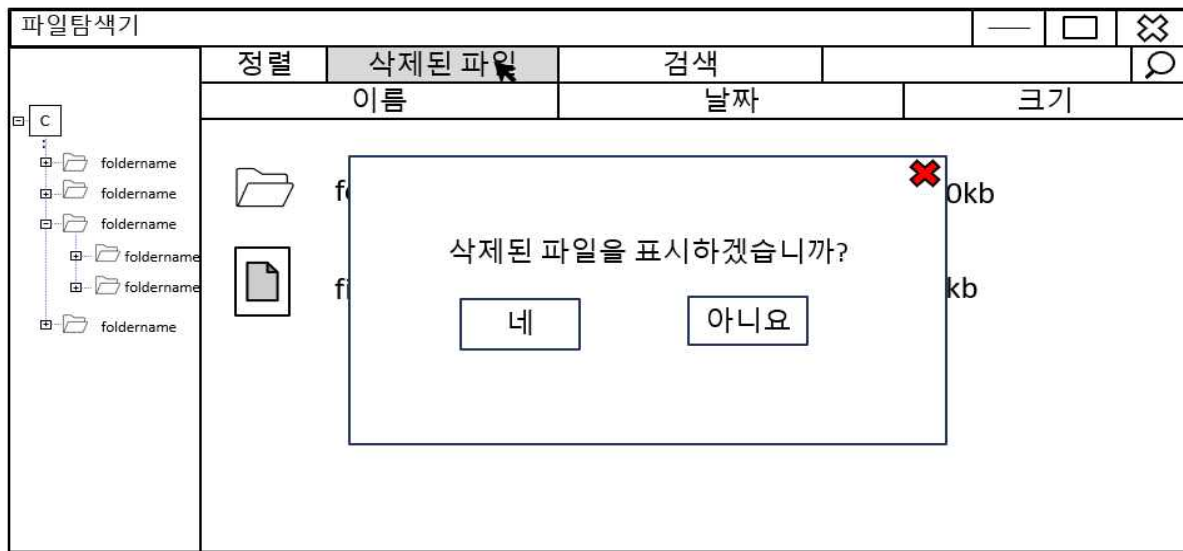 파일탐색기
정렬 삭제된 파일 검색
이름 날짜 크기
C
foldername
foldername
foldername
foldername
foldername
foldername
0kb
kb
삭제된 파일을 표시하겠습니까?
네 아니요